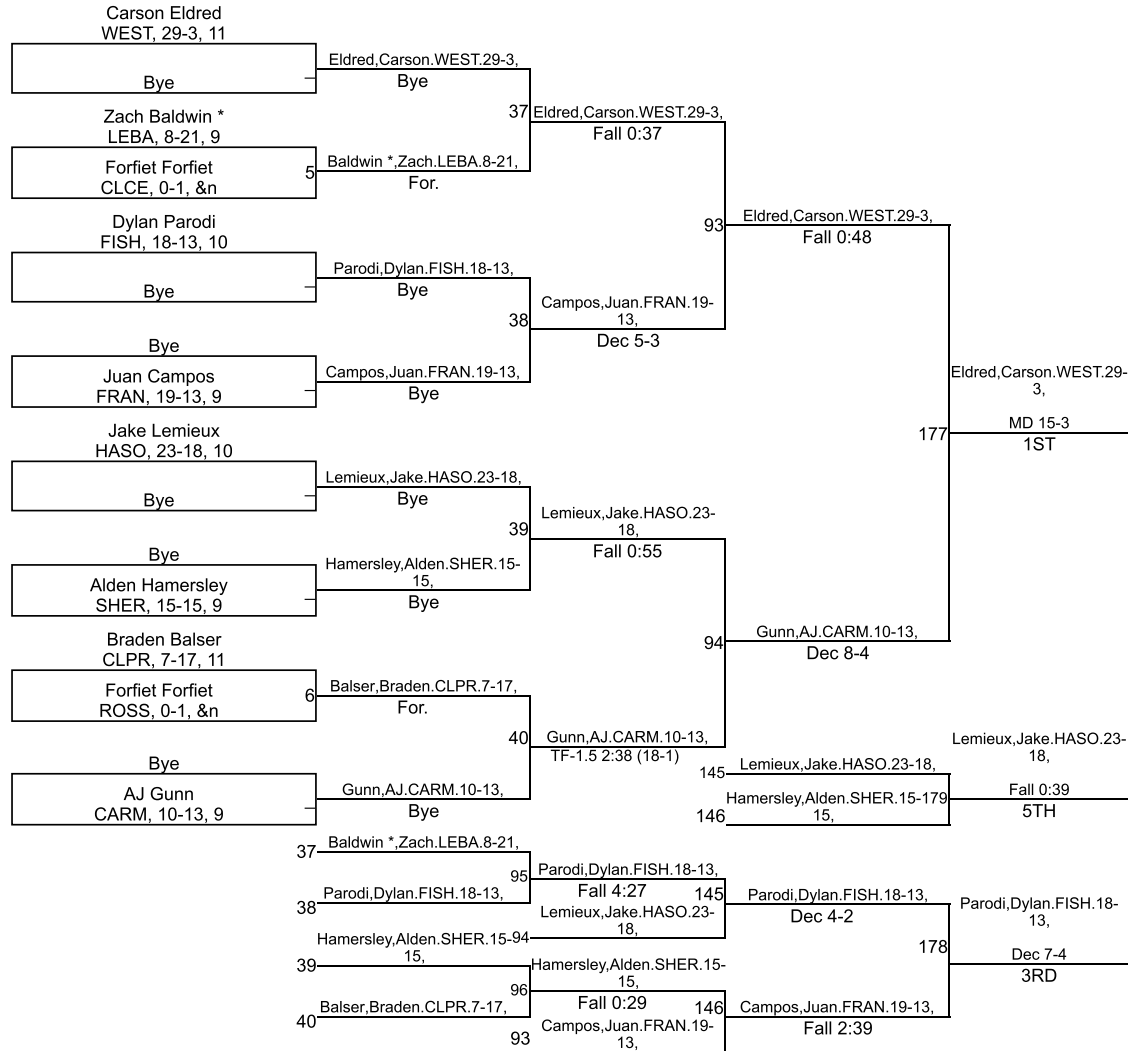 Carson Eldred
WEST, 29-3, 11
Bye
_
Zach Baldwin *
LEBA, 8-21, 9
Forfiet Forfiet
CLCE, 0-1, &n
5
Dylan Parodi
FISH, 18-13, 10
Bye
_
Bye
Juan Campos
FRAN, 19-13, 9
_
Jake Lemieux
HASO, 23-18, 10
Bye
_
Bye
Alden Hamersley
SHER, 15-15, 9
_
Braden Balser
CLPR, 7-17, 11
Forfiet Forfiet
ROSS, 0-1, &n
6
Bye
AJ Gunn
CARM, 10-13, 9
_
Eldred,Carson.WEST.29-3,
Bye
37
Baldwin *,Zach.LEBA.8-21,
For.
Parodi,Dylan.FISH.18-13,
Bye
38
Campos,Juan.FRAN.19-13,
Bye
Lemieux,Jake.HASO.23-18,
Bye
39
Hamersley,Alden.SHER.15-
15,
Bye
Balser,Braden.CLPR.7-17,
For.
40
Gunn,AJ.CARM.10-13,
Bye
Eldred,Carson.WEST.29-3,
Fall 0:37
93
Campos,Juan.FRAN.19-
13,
Dec 5-3
Lemieux,Jake.HASO.23-
18,
Fall 0:55
94
Gunn,AJ.CARM.10-13,
TF-1.5 2:38 (18-1)
Eldred,Carson.WEST.29-3,
Fall 0:48
177
Gunn,AJ.CARM.10-13,
Dec 8-4
Eldred,Carson.WEST.29-
3,
MD 15-3
1ST
145
Lemieux,Jake.HASO.23-18,
146
Hamersley,Alden.SHER.15-179
15,
Lemieux,Jake.HASO.23-
18,
Fall 0:39
5TH
37
Baldwin *,Zach.LEBA.8-21,
95
38
Parodi,Dylan.FISH.18-13,
Parodi,Dylan.FISH.18-13,
Fall 4:27
145
94
Lemieux,Jake.HASO.23-
18,
Parodi,Dylan.FISH.18-13,
Dec 4-2
178
Hamersley,Alden.SHER.15-
15,
39
96
40
Balser,Braden.CLPR.7-17,
Hamersley,Alden.SHER.15-
15,
Fall 0:29
146
93
Campos,Juan.FRAN.19-
13,
Campos,Juan.FRAN.19-13,
Fall 2:39
Parodi,Dylan.FISH.18-
13,
Dec 7-4
3RD